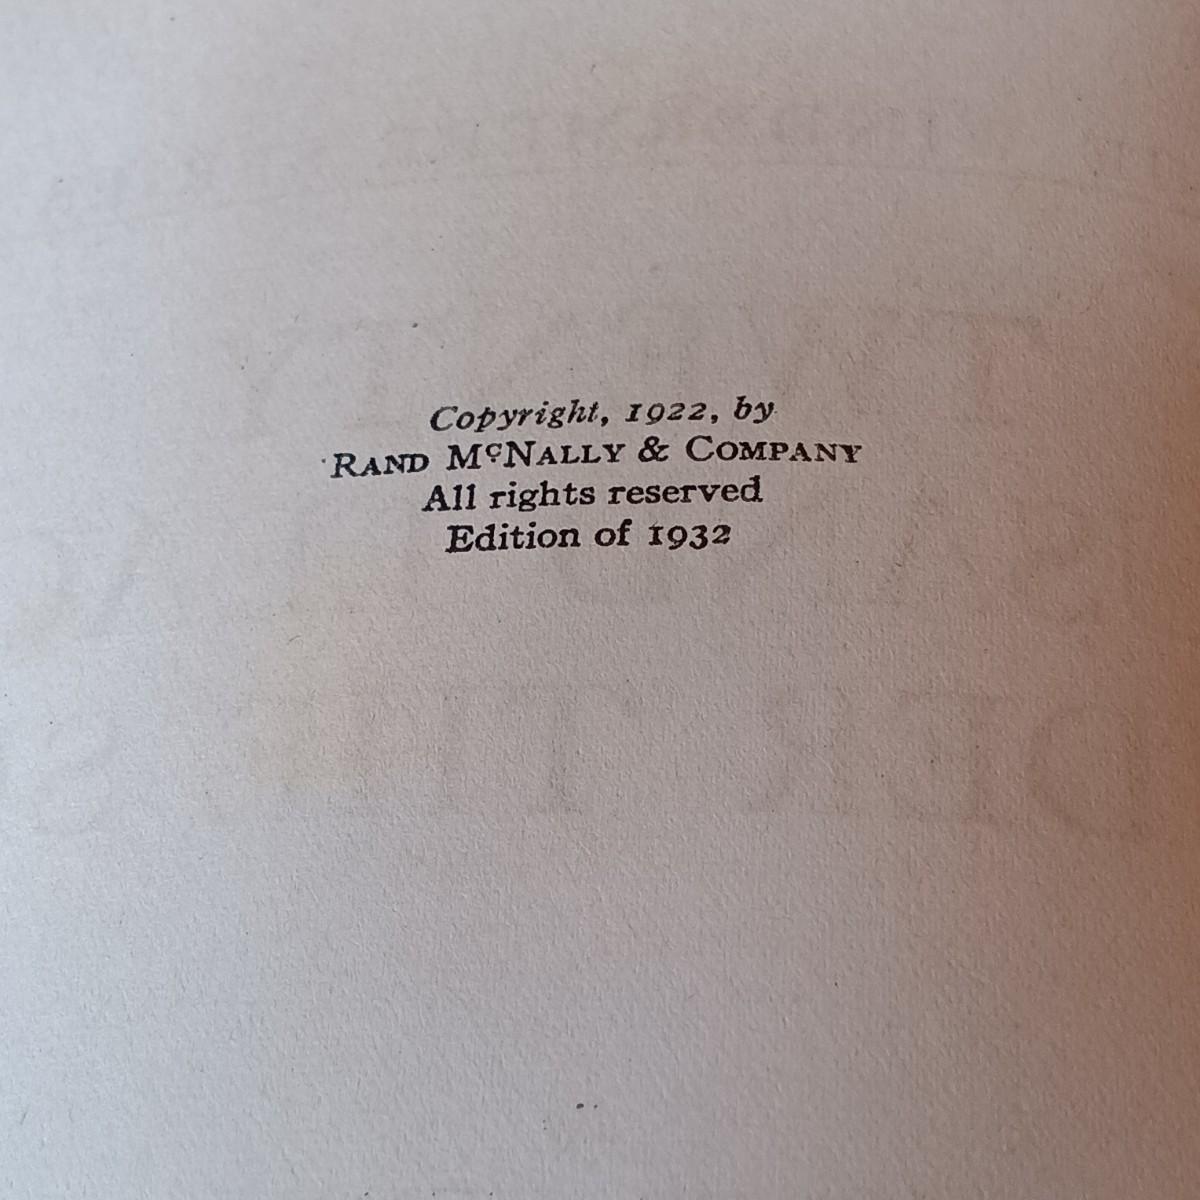 Copyright, 1922, by
RAND McNALLY & COMPANY
All rights reserved
Edition of 1932